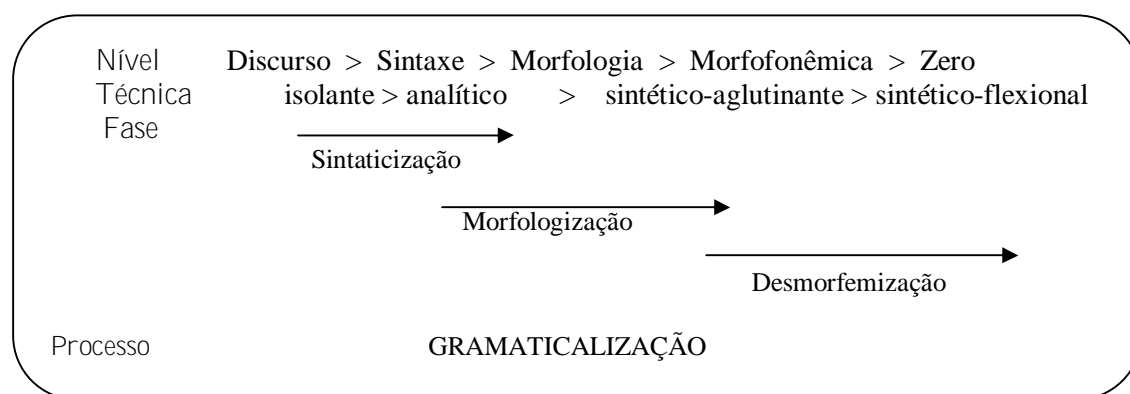 Nível Discurso > Sintaxe > Morfologia > Morfofonêmica > Zero
Técnica isolante > analítico > sintético-aglutinante > sintético-flexional
Fase
Sintaticização
Morfologização
Desmorfemização
Processo GRAMATICALIZAÇÃO